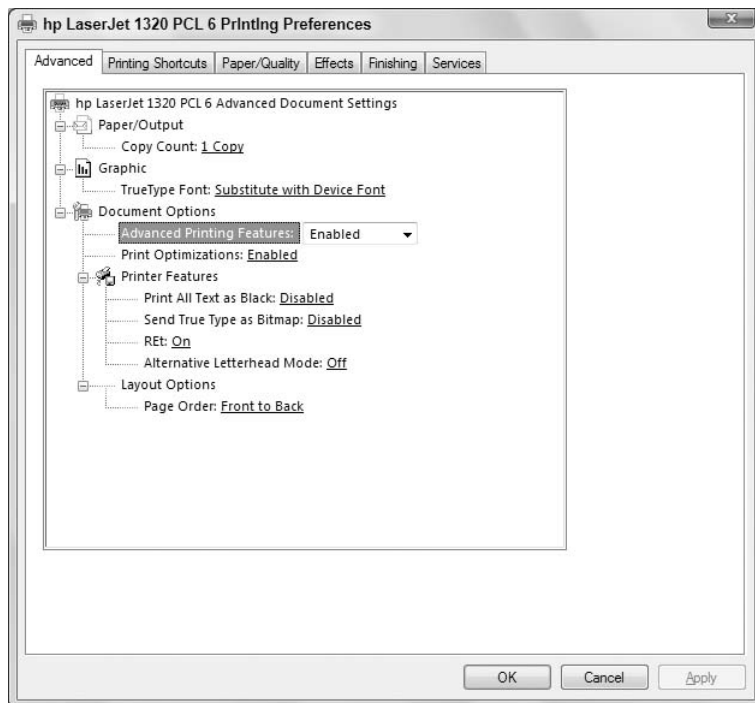 hp LaserJet 1320 PCL 6 Printing Preferences
Advanced Printing Shortcuts Paper/Quality Effects Finishing Services
hp LaserJet 1320 PCL 6 Advanced Document Settings
Paper/Output
Copy Count: 1 Copy
Graphic
TrueType Font: Substitute with Device Font
Document Options
Advanced Printing Features: Enabled
Print Optimizations: Enabled
Printer Features
Print All Text as Black: Disabled
Send True Type as Bitmap: Disabled
REt: On
Alternative Letterhead Mode: Off
Layout Options
Page Order: Front to Back
OK Cancel Apply